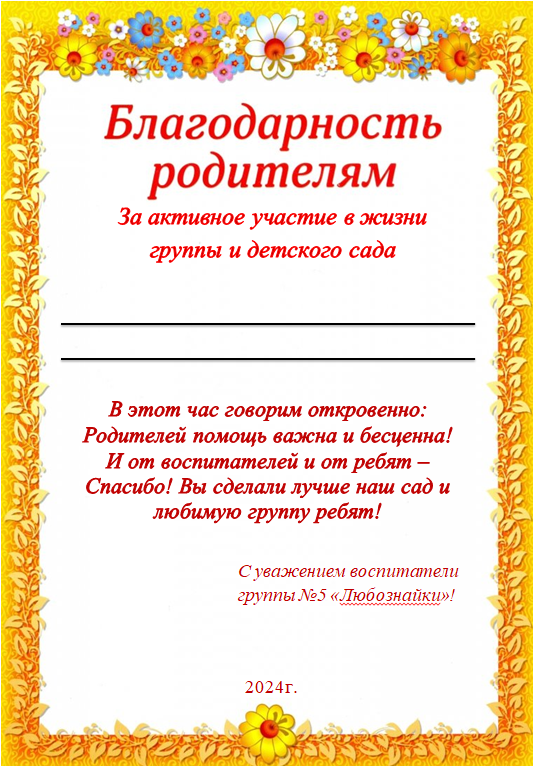 Благодарность
родителям
За активное участие в жизни
группы и детского сада
В этот час говорим откровенно:
Родителей помощь важна и бесценна!
И от воспитателей и от ребят –
Спасибо! Вы сделали лучше наш сад и
любимую группу ребят!
С уважением воспитатели
группы №5 «Любознайки»!
2024г.